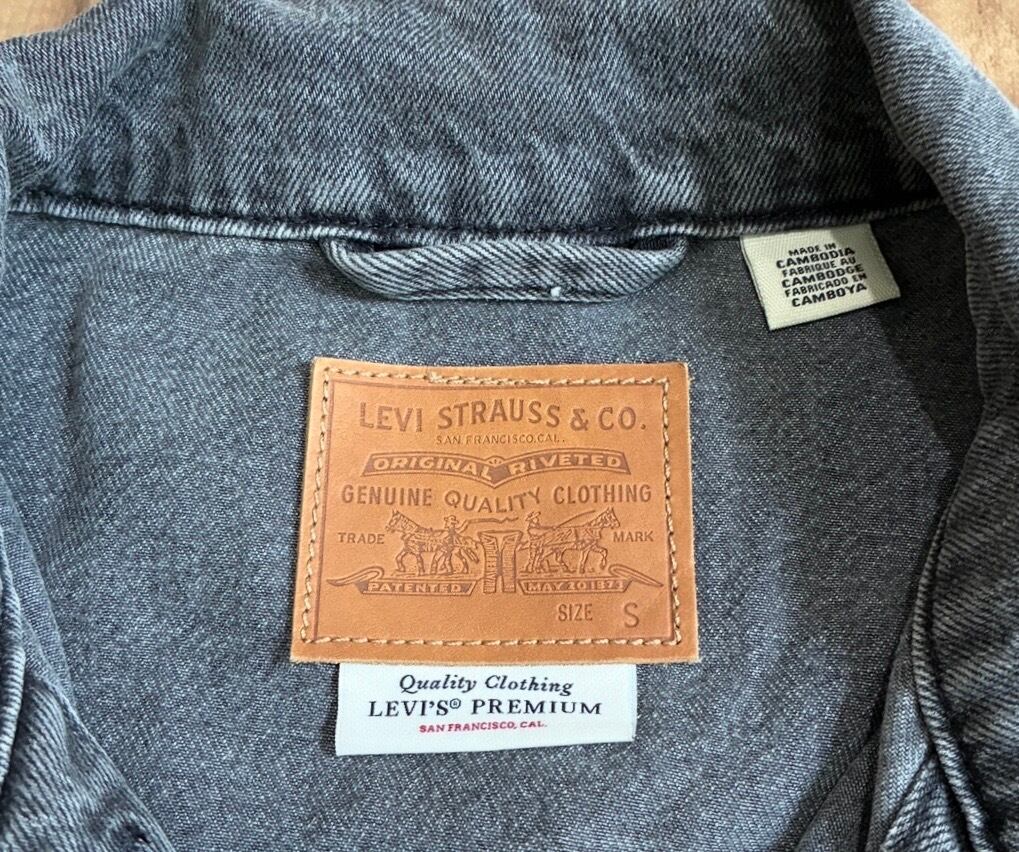 MADE IN
CAMBODIA
FABRIQUE AU
CAMBODGE
FABRICADO EN
CAMBOYA
LEVI STRAUSS & CO.
SAN FRANCISCO, CAL.
ORIGINAL RIVETED
GENUINE QUALITY CLOTHING
TRADE MARK
PATENTED MAY 20 1873
SIZE S
Quality Clothing
LEVI'S® PREMIUM
SAN FRANCISCO, CAL.